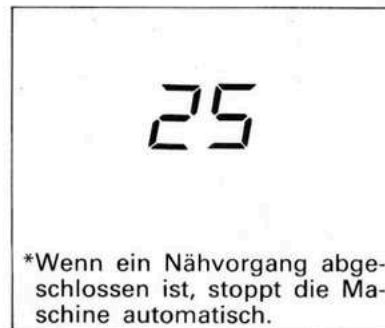 25
*Wenn ein Nähvorgang abge-
schlossen ist, stoppt die Ma-
schine automatisch.